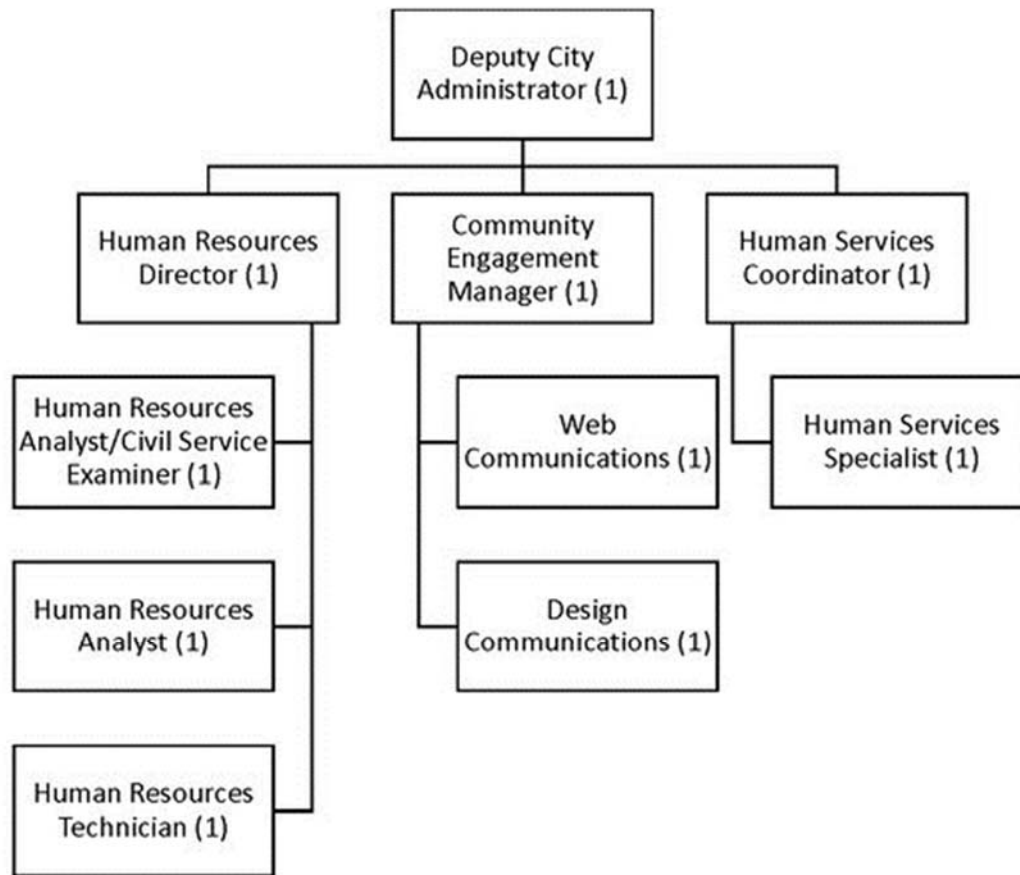 Deputy City
Administrator (1)
Human Resources
Director (1)
Community
Engagement
Manager (1)
Human Services
Coordinator (1)
Human Resources
Analyst/Civil Service
Examiner (1)
Web
Communications (1)
Human Services
Specialist (1)
Human Resources
Analyst (1)
Design
Communications (1)
Human Resources
Technician (1)